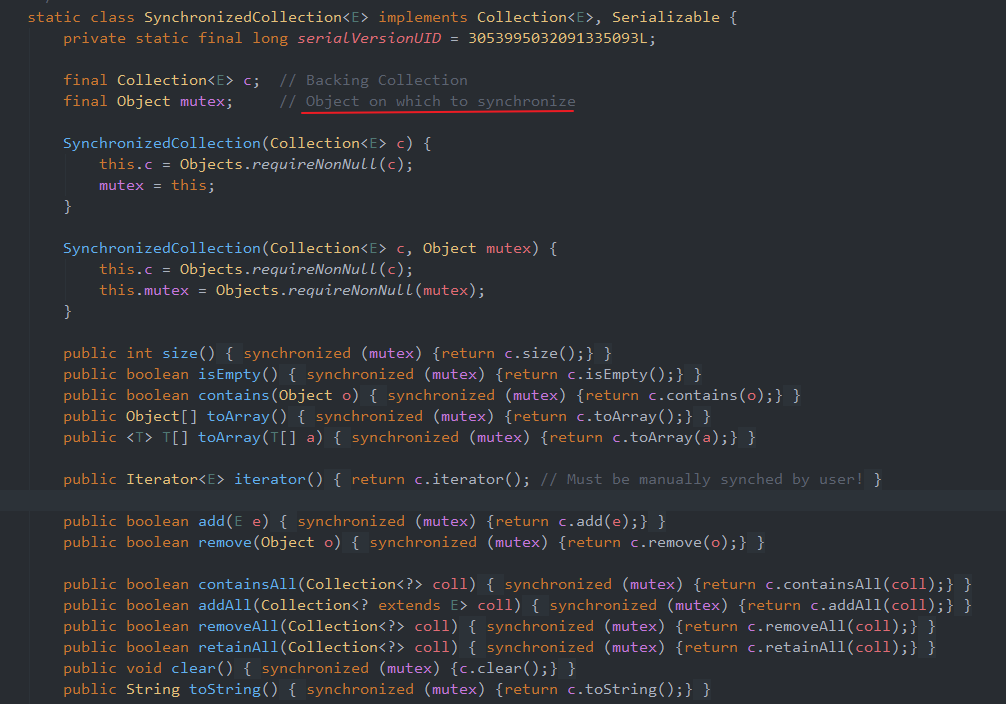 static class SynchronizedCollection<E> implements Collection<E>, Serializable {
private static final long serialVersionUID = 3053995032091335093L;
final Collection<E> c;  // Backing Collection
final Object mutex;     // Object on which to synchronize
SynchronizedCollection(Collection<E> c) {
this.c = Objects.requireNonNull(c);
mutex = this;
}
SynchronizedCollection(Collection<E> c, Object mutex) {
this.c = Objects.requireNonNull(c);
this.mutex = Objects.requireNonNull(mutex);
}
public int size() { synchronized (mutex) {return c.size();} }
public boolean isEmpty() { synchronized (mutex) {return c.isEmpty();} }
public boolean contains(Object o) { synchronized (mutex) {return c.contains(o);} }
public Object[] toArray() { synchronized (mutex) {return c.toArray();} }
public <T> T[] toArray(T[] a) { synchronized (mutex) {return c.toArray(a);} }
public Iterator<E> iterator() { return c.iterator(); // Must be manually synched by user! }
public boolean add(E e) { synchronized (mutex) {return c.add(e);} }
public boolean remove(Object o) { synchronized (mutex) {return c.remove(o);} }
public boolean containsAll(Collection<?> coll) { synchronized (mutex) {return c.containsAll(coll);} }
public boolean addAll(Collection<? extends E> coll) { synchronized (mutex) {return c.addAll(coll);} }
public boolean removeAll(Collection<?> coll) { synchronized (mutex) {return c.removeAll(coll);} }
public boolean retainAll(Collection<?> coll) { synchronized (mutex) {return c.retainAll(coll);} }
public void clear() { synchronized (mutex) {c.clear();} }
public String toString() { synchronized (mutex) {return c.toString();} }